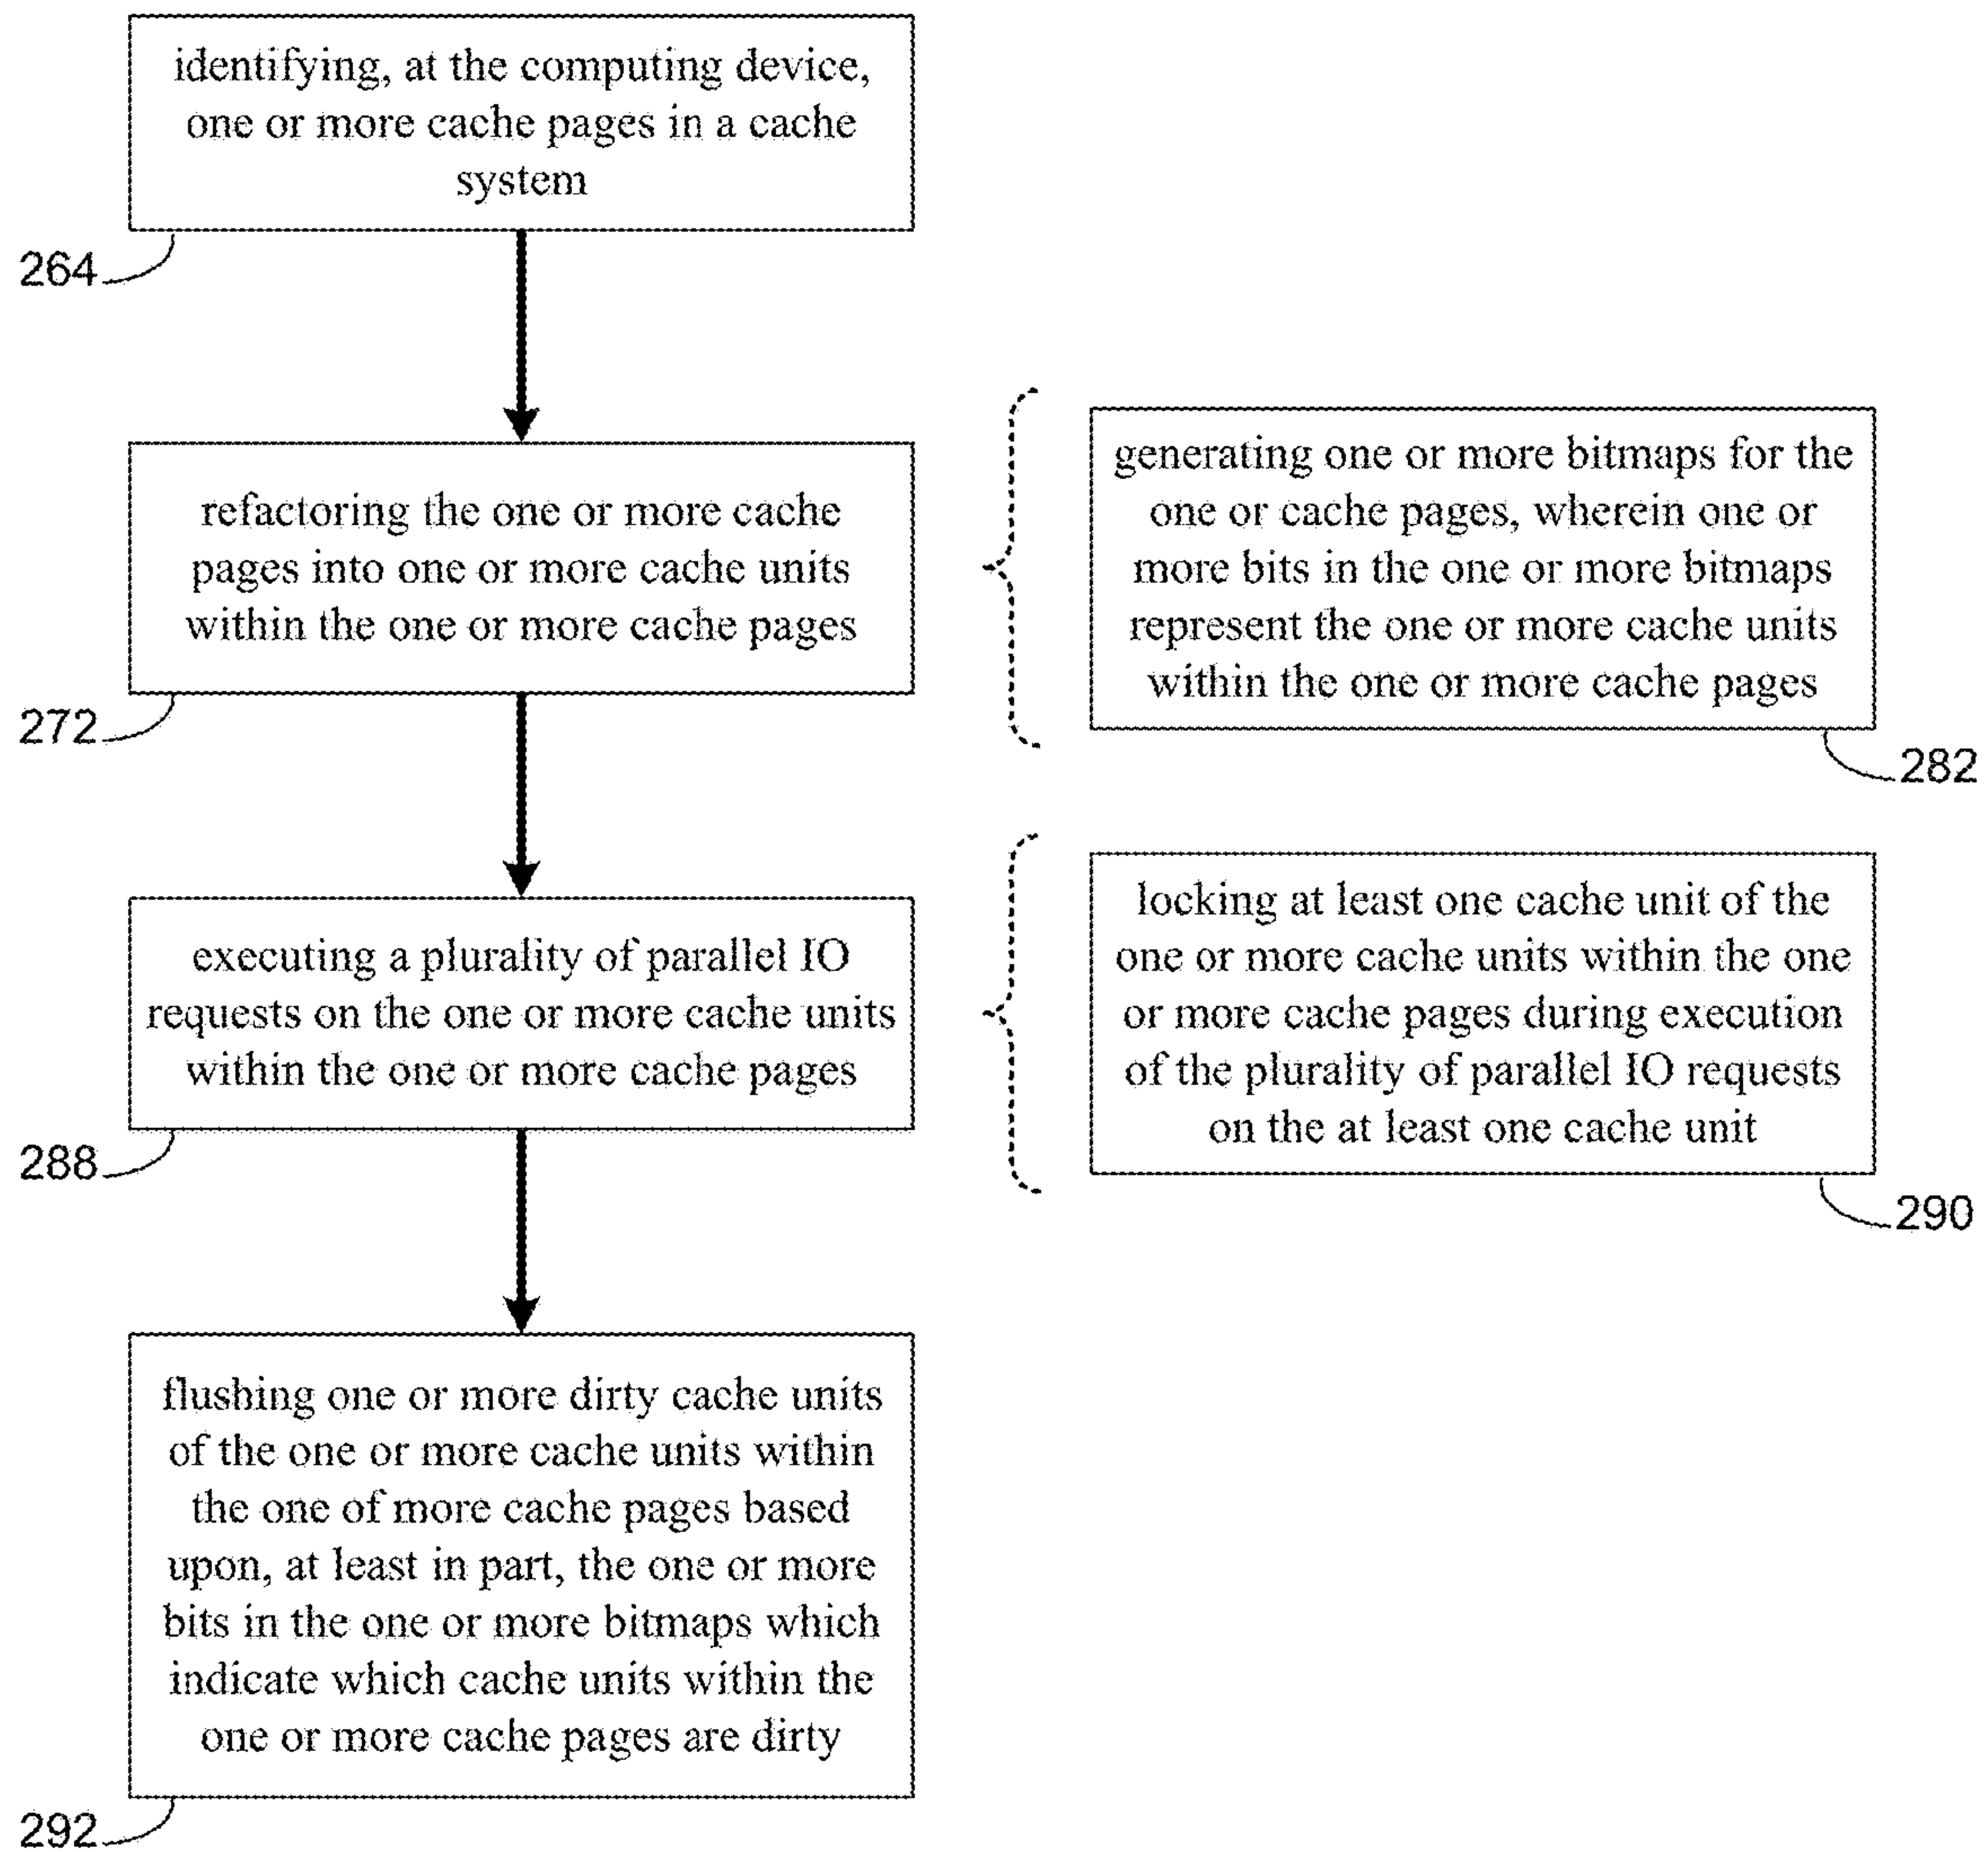 identifying, at the computing device,
one or more cache pages in a cache
system
264
refactoring the one or more cache
pages into one or more cache units
within the one or more cache pages
272
generating one or more bitmaps for the
one or cache pages, wherein one or
more bits in the one or more bitmaps
represent the one or more cache units
within the one or more cache pages
282
executing a plurality of parallel IO
requests on the one or more cache units
within the one or more cache pages
288
locking at least one cache unit of the
one or more cache units within the one
or more cache pages during execution
of the plurality of parallel IO requests
on the at least one cache unit
290
flushing one or more dirty cache units
of the one or more cache units within
the one of more cache pages based
upon, at least in part, the one or more
bits in the one or more bitmaps which
indicate which cache units within the
one or more cache pages are dirty
292